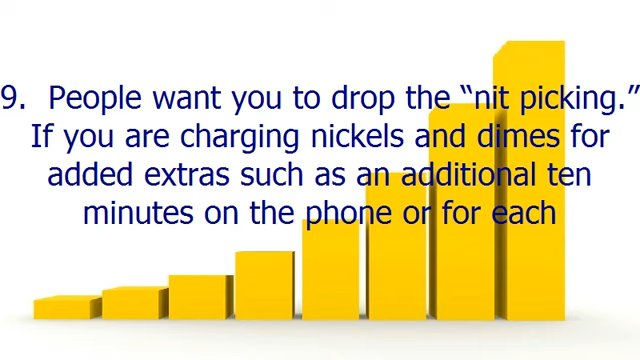 9. People want you to drop the “nit picking.”
If you are charging nickels and dimes for
added extras such as an additional ten
minutes on the phone or for each